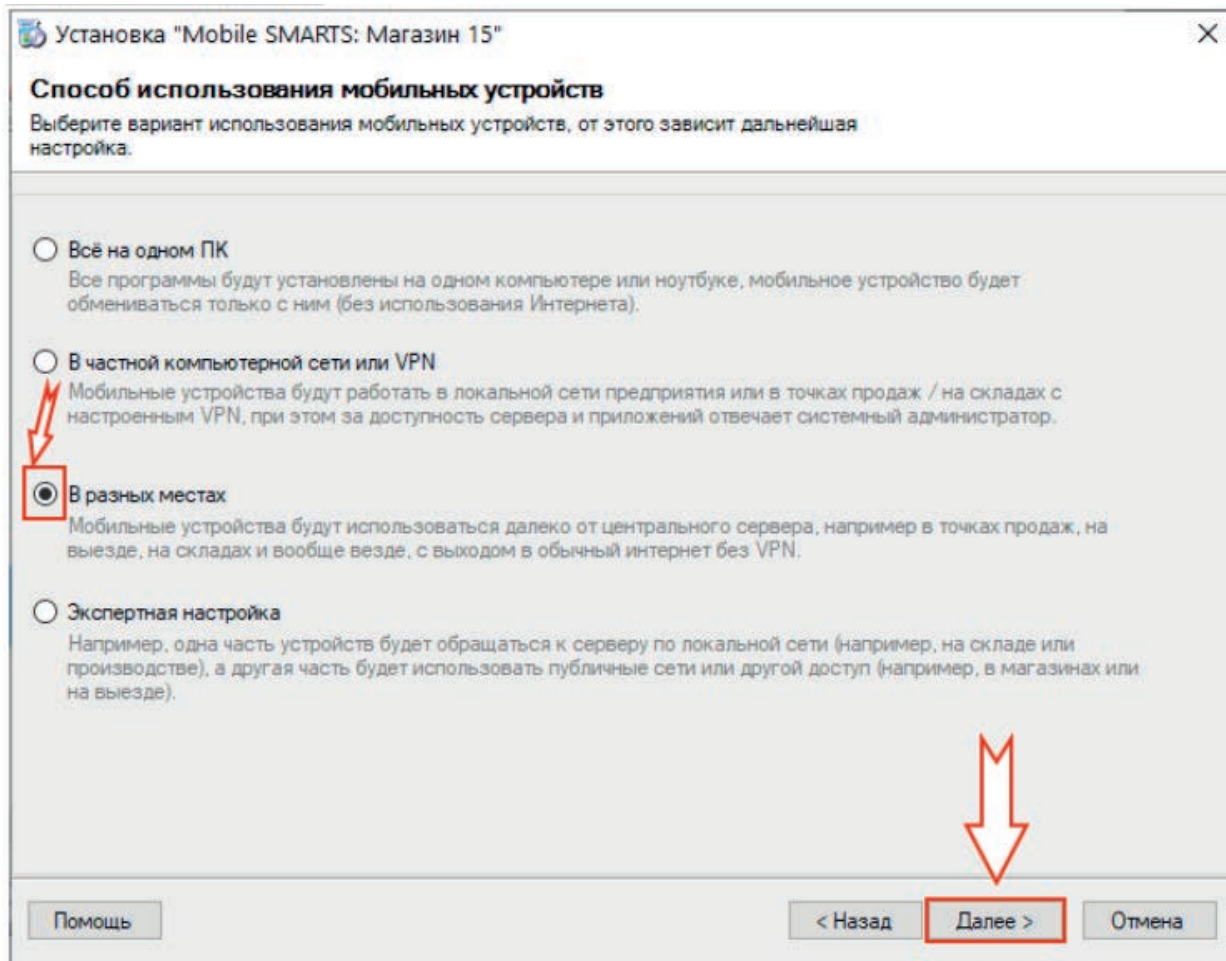 Установка "Mobile SMARTS: Магазин 15"
Способ использования мобильных устройств
Выберите вариант использования мобильных устройств, от этого зависит дальнейшая
настройка.
Всё на одном ПК
Все программы будут установлены на одном компьютере или ноутбуке, мобильное устройство будет
обмениваться только с ним (без использования Интернета).
В частной компьютерной сети или VPN
Мобильные устройства будут работать в локальной сети предприятия или в точках продаж / на складах с
настроенным VPN, при этом за доступность сервера и приложений отвечает системный администратор.
В разных местах
Мобильные устройства будут использоваться далеко от центрального сервера, например в точках продаж, на
выезде, на складах и вообще везде, с выходом в обычный интернет без VPN.
Экспертная настройка
Например, одна часть устройств будет обращаться к серверу по локальной сети (например, на складе или
производстве), а другая часть будет использовать публичные сети или другой доступ (например, в магазинах или
на выезде).
Помощь
< Назад
Далее >
Отмена